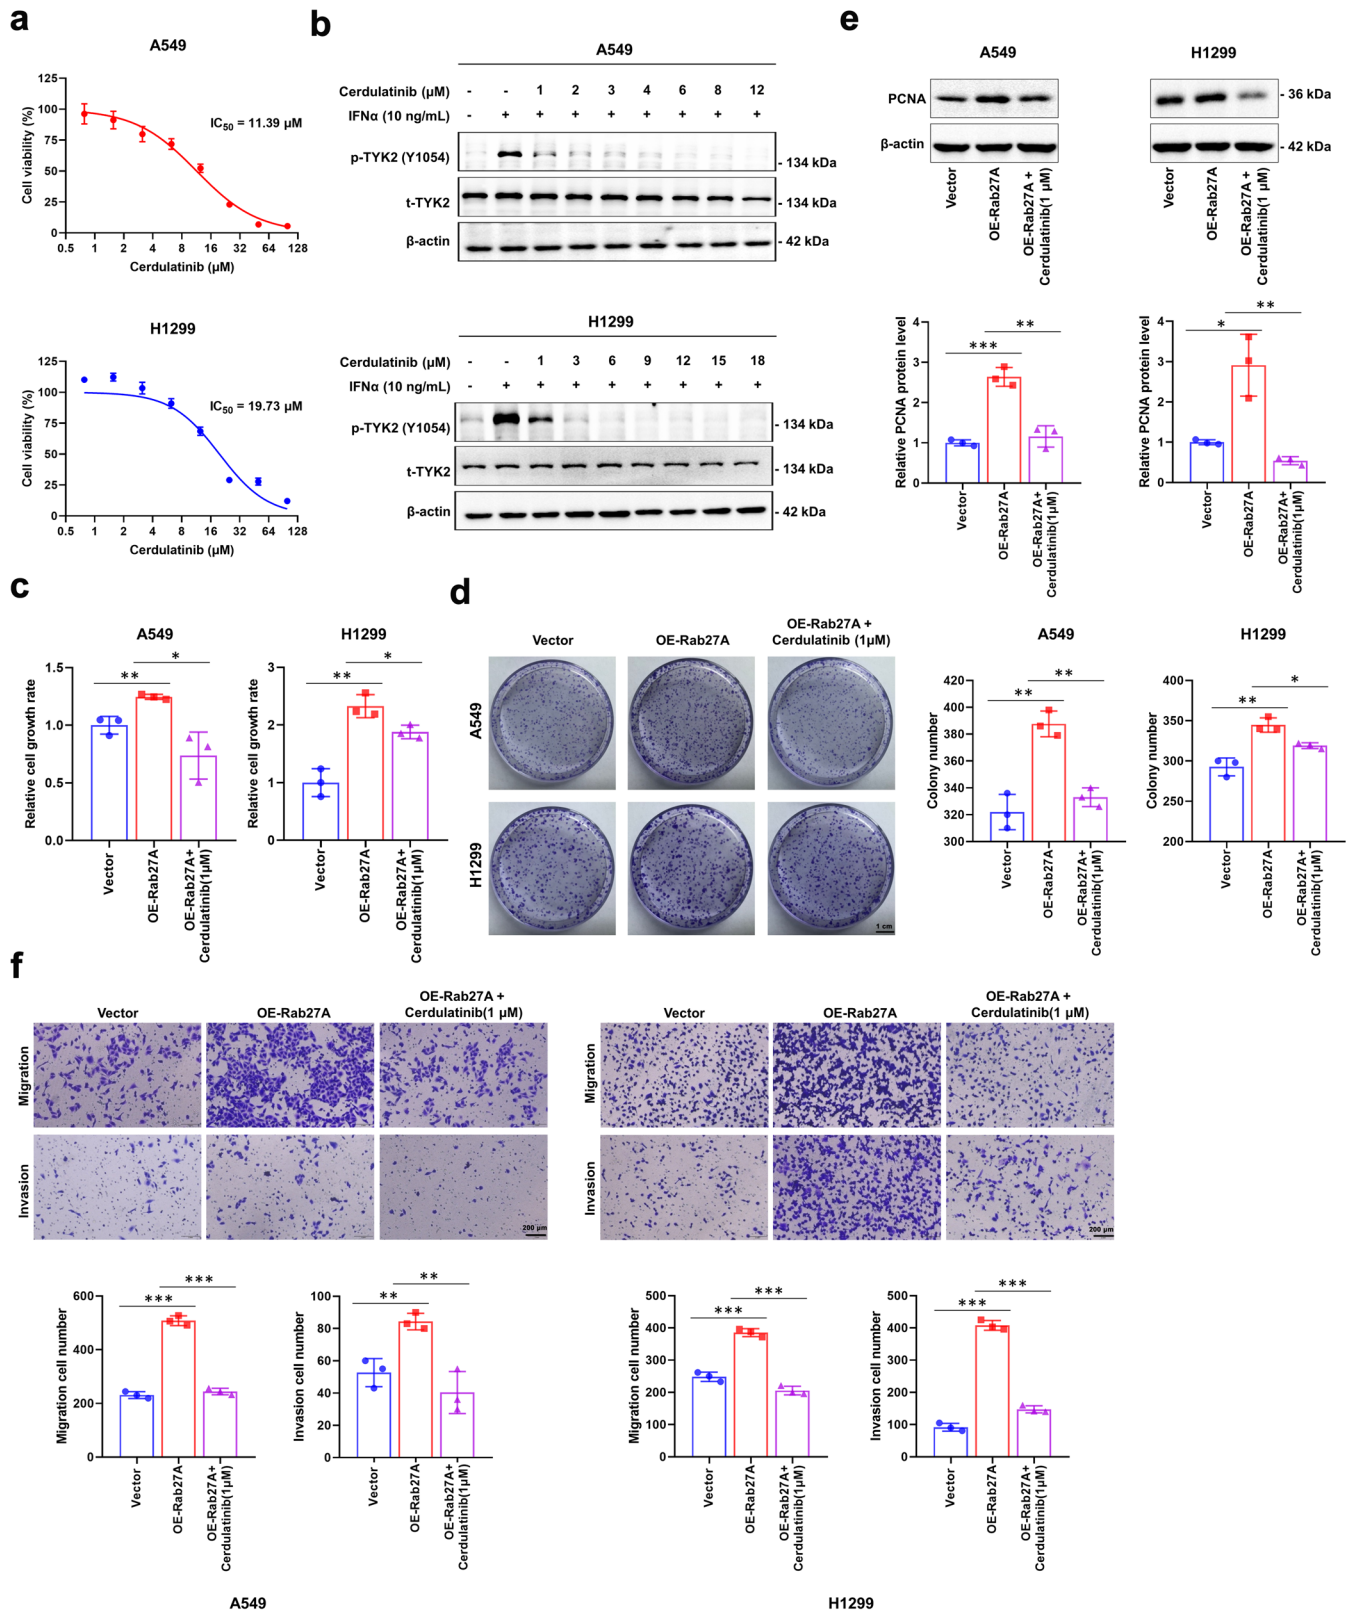 a
A549
125
100
75
50
25
0
Cell viability (%)
IC50 = 11.39 μM
0.5 1 2 4 8 16 32 64 128
Cerdulatinib (μM)
H1299
125
100
75
50
25
0
Cell viability (%)
IC50 = 19.73 μM
0.5 1 2 4 8 16 32 64 128
Cerdulatinib (μM)
b
A549
Cerdulatinib (μM) - - 1 2 3 4 6 8 12
IFNα (10 ng/mL) - + + + + + + + +
p-TYK2 (Y1054) - 134 kDa
t-TYK2 - 134 kDa
β-actin - 42 kDa
H1299
Cerdulatinib (μM) - - 1 3 6 9 12 15 18
IFNα (10 ng/mL) - + + + + + + + +
p-TYK2 (Y1054) - 134 kDa
t-TYK2 - 134 kDa
β-actin - 42 kDa
e
A549 H1299
PCNA - 36 kDa
β-actin - 42 kDa
Vector
OE-Rab27A
OE-Rab27A +
Cerdulatinib(1 μM)
Vector
OE-Rab27A
OE-Rab27A +
Cerdulatinib(1 μM)
Relative PCNA protein level
4
3
2
1
0
***
**
Vector
OE-Rab27A
OE-Rab27A+
Cerdulatinib(1μM)
Relative PCNA protein level
4
3
2
1
0
*
**
Vector
OE-Rab27A
OE-Rab27A+
Cerdulatinib(1μM)
c
A549
Relative cell growth rate
1.5
1.0
0.5
0.0
**
*
Vector
OE-Rab27A
OE-Rab27A+
Cerdulatinib(1μM)
H1299
Relative cell growth rate
3
2
1
0
**
*
Vector
OE-Rab27A
OE-Rab27A+
Cerdulatinib(1μM)
d
Vector OE-Rab27A OE-Rab27A +
Cerdulatinib (1μM)
A549
H1299
1 cm
A549
Colony number
420
400
380
360
340
320
300
**
**
Vector
OE-Rab27A
OE-Rab27A+
Cerdulatinib(1μM)
H1299
Colony number
400
350
300
250
200
**
*
Vector
OE-Rab27A
OE-Rab27A+
Cerdulatinib(1μM)
f
Vector OE-Rab27A OE-Rab27A +
Cerdulatinib(1 μM)
Migration
Invasion
200 μm
Vector OE-Rab27A OE-Rab27A +
Cerdulatinib(1 μM)
Migration
Invasion
200 μm
Migration cell number
600
400
200
0
***
***
Vector
OE-Rab27A
OE-Rab27A+
Cerdulatinib(1μM)
Invasion cell number
100
80
60
40
20
0
**
**
Vector
OE-Rab27A
OE-Rab27A+
Cerdulatinib(1μM)
A549
Migration cell number
500
400
300
200
100
0
***
***
Vector
OE-Rab27A
OE-Rab27A+
Cerdulatinib(1μM)
Invasion cell number
500
400
300
200
100
0
***
***
Vector
OE-Rab27A
OE-Rab27A+
Cerdulatinib(1μM)
H1299